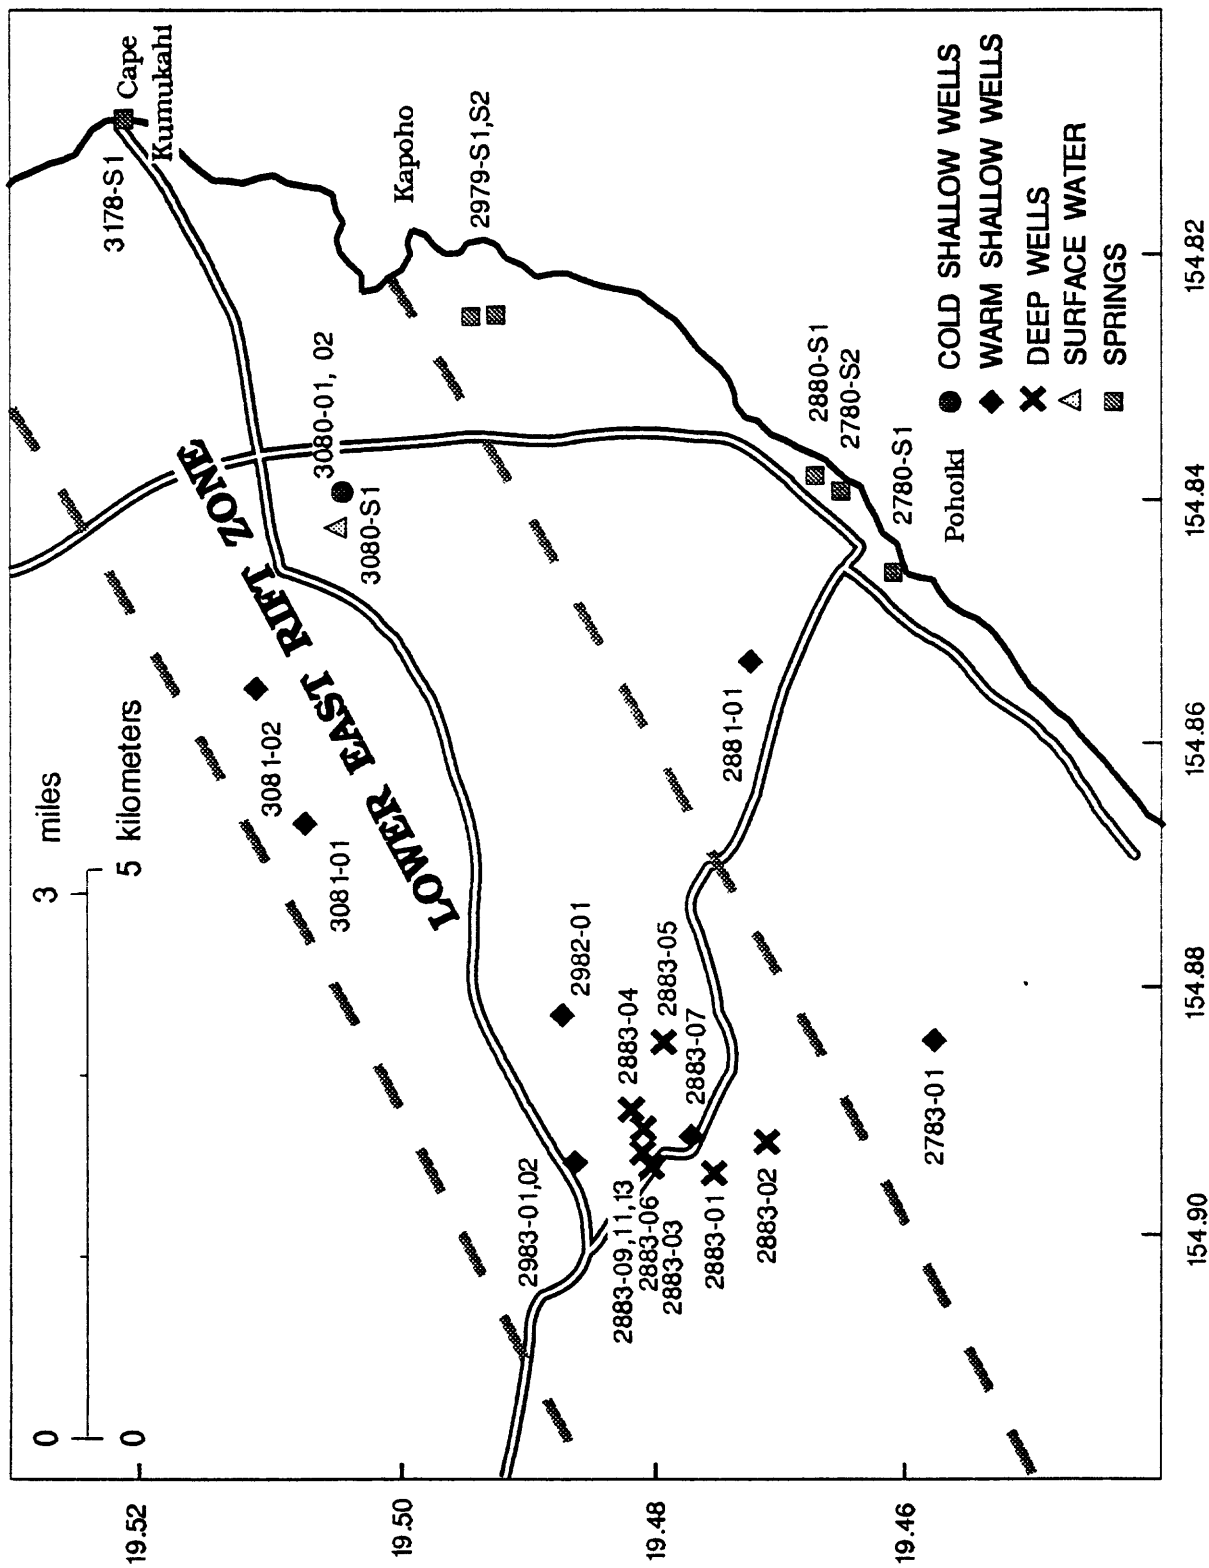 0 3 miles
0 5 kilometers
3178-S1
Cape
Kumukahi
Kapoho
2979-S1,S2
3080-01, 02
3080-S1
LOWER EAST RIFT ZONE
3081-02
3081-01
2982-01
2983-01,02
2883-04
2883-05
2883-07
2883-09,11,13
2883-06
2883-03
2883-01
2883-02
2783-01
2881-01
2880-S1
2780-S2
2780-S1
Pohoiki
COLD SHALLOW WELLS
WARM SHALLOW WELLS
DEEP WELLS
SURFACE WATER
SPRINGS
19.52
19.50
19.48
19.46
154.90
154.88
154.86
154.84
154.82